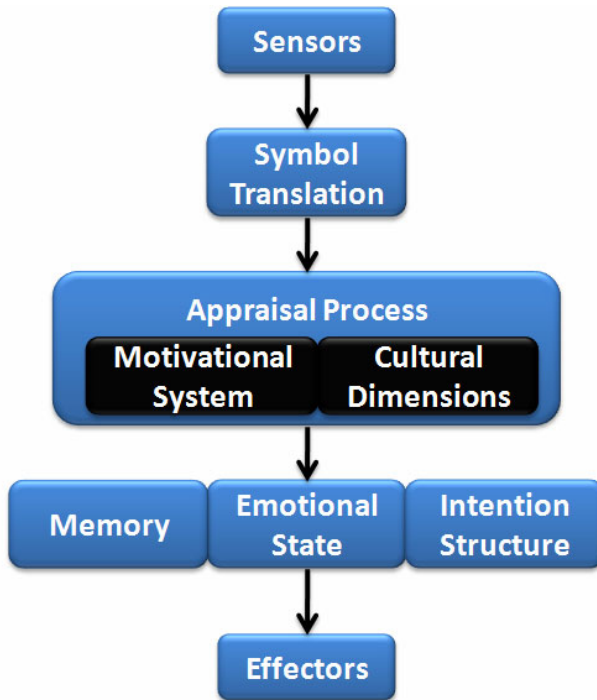 Sensors
Symbol
Translation
Appraisal Process
Motivational
System
Cultural
Dimensions
Memory
Emotional
State
Intention
Structure
Effectors